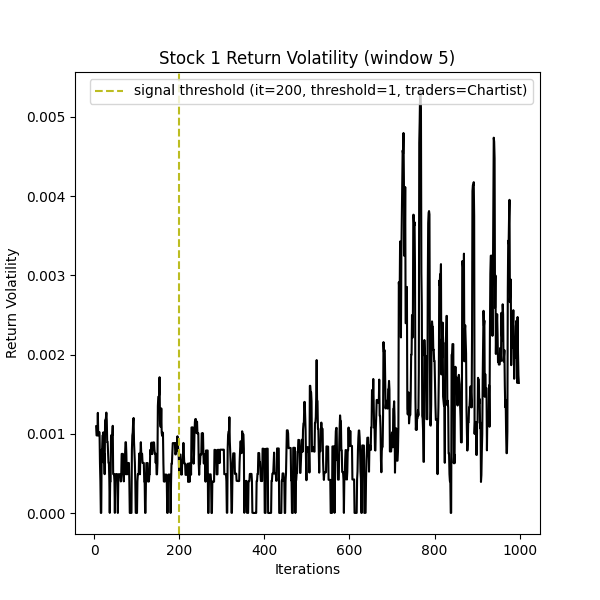 Stock 1 Return Volatility (window 5)
signal threshold (it=200, threshold=1, traders=Chartist)
0.005
0.004
0.003
0.002
0.001
0.000
Return Volatility
0 200 400 600 800 1000
Iterations